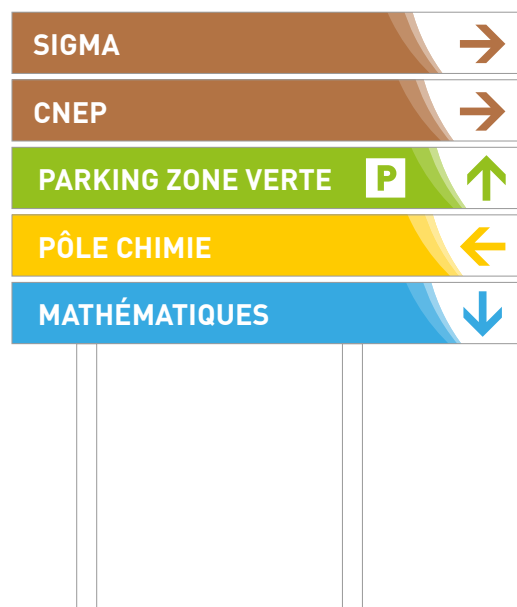 SIGMA
CNEP
PARKING ZONE VERTE P
PÔLE CHIMIE
MATHÉMATIQUES